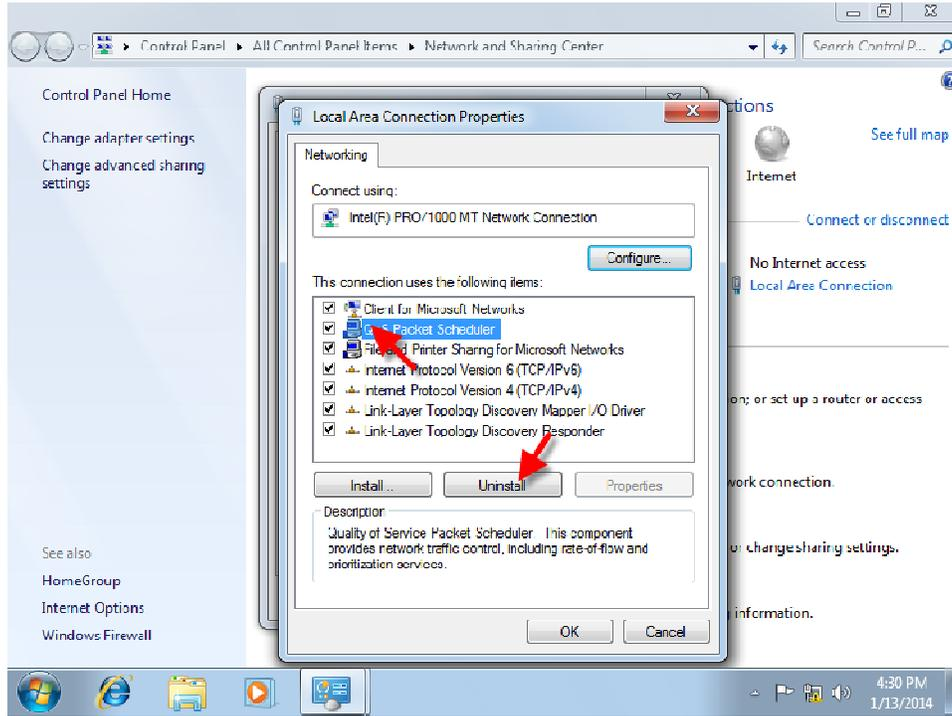 Control Panel ▸ All Control Panel Items ▸ Network and Sharing Center
Search Control P...
Control Panel Home
Change adapter settings
Change advanced sharing
settings
See also
HomeGroup
Internet Options
Windows Firewall
Local Area Connection Properties
Networking
Connect using:
Intel(R) PRO/1000 MT Network Connection
Configure...
This connection uses the following items:
Client for Microsoft Networks
Packet Scheduler
File and Printer Sharing for Microsoft Networks
Internet Protocol Version 6 (TCP/IPv6)
Internet Protocol Version 4 (TCP/IPv4)
Link-Layer Topology Discovery Mapper I/O Driver
Link-Layer Topology Discovery Responder
Install...
Uninstall
Properties
Description
Quality of Service Packet Scheduler. This component
provides network traffic control, including rate-of-flow and
prioritization services.
OK
Cancel
ctions
See full map
Internet
Connect or disconnect
No Internet access
Local Area Connection
on; or set up a router or access
work connection.
or change sharing settings.
information.
4:30 PM
1/13/2014